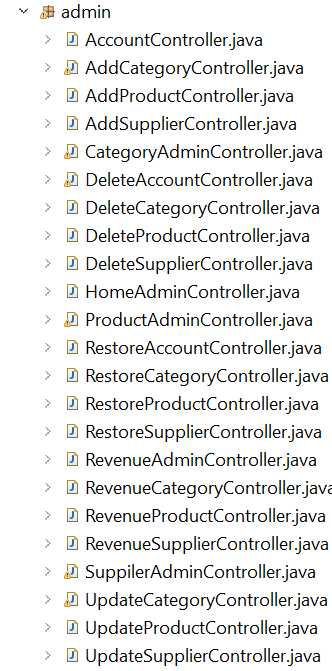 admin
AccountController.java
AddCategoryController.java
AddProductController.java
AddSupplierController.java
CategoryAdminController.java
DeleteAccountController.java
DeleteCategoryController.java
DeleteProductController.java
DeleteSupplierController.java
HomeAdminController.java
ProductAdminController.java
RestoreAccountController.java
RestoreCategoryController.java
RestoreProductController.java
RestoreSupplierController.java
RevenueAdminController.java
RevenueCategoryController.java
RevenueProductController.java
RevenueSupplierController.java
SuppilerAdminController.java
UpdateCategoryController.java
UpdateProductController.java
UpdateSupplierController.java